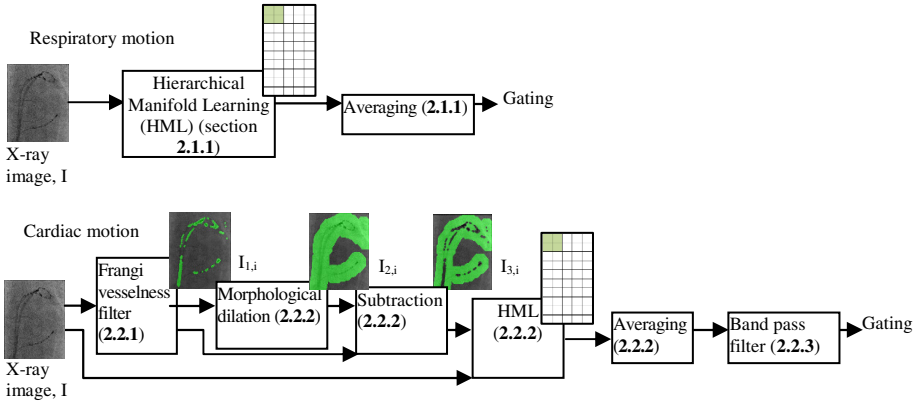 Respiratory motion
X-ray
image, I
Hierarchical
Manifold Learning
(HML) (section
2.1.1)
Averaging (2.1.1)
Gating
Cardiac motion
X-ray
image, I
Frangi
vesselness
filter
(2.2.1)
I1,i
Morphological
dilation (2.2.2)
I2,i
Subtraction
(2.2.2)
I3,i
HML
(2.2.2)
Averaging
(2.2.2)
Band pass
filter (2.2.3)
Gating